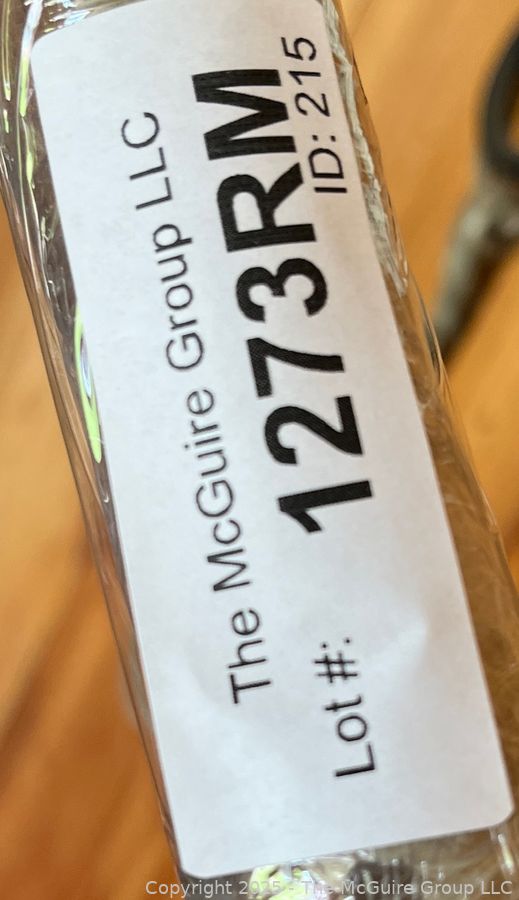 The McGuire Group LLC
Lot #: 1273RM
ID: 215
Copyright 2025 - The McGuire Group LLC